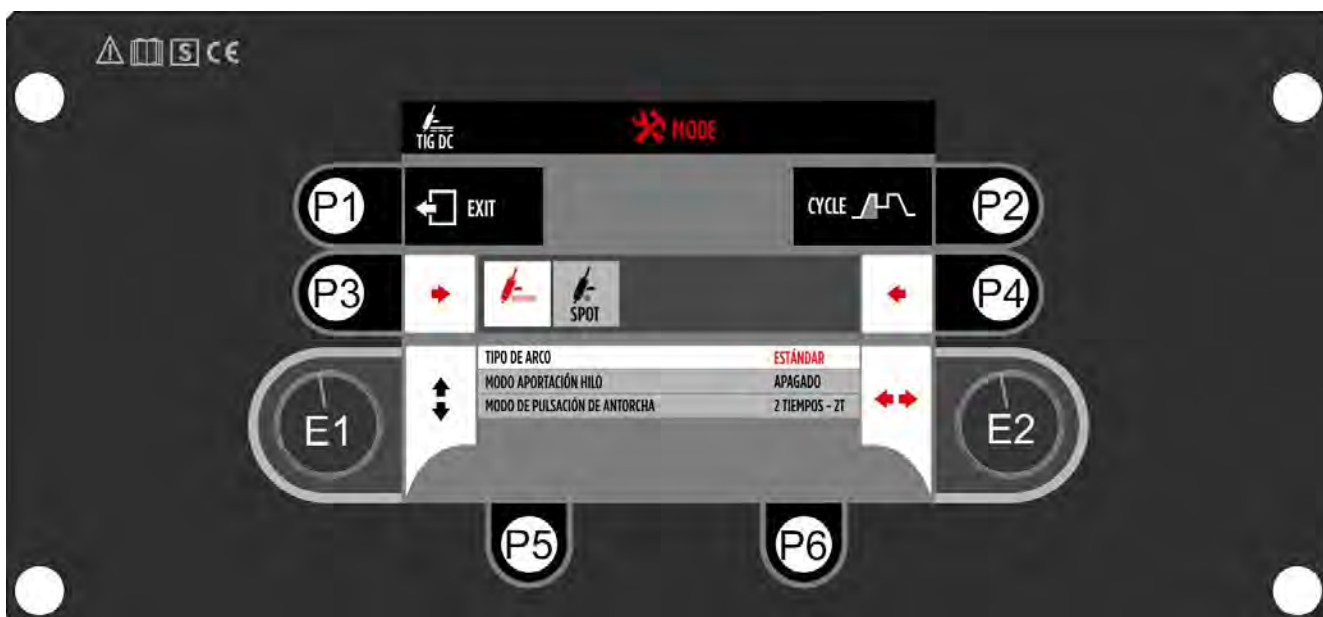 S CE
TIG DC
MODE
P1
EXIT
CYCLE
P2
P3
SPOT
P4
TIPO DE ARCO ESTÁNDAR
MODO APORTACIÓN HILO APAGADO
MODO DE PULSACIÓN DE ANTORCHA 2 TIEMPOS - 2T
E1
E2
P5
P6